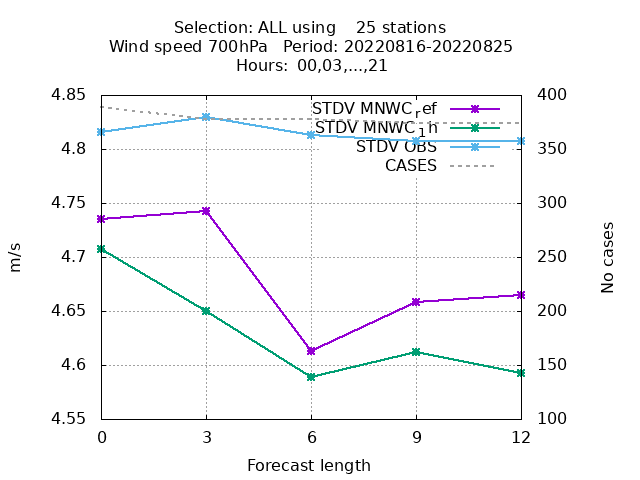 Selection: ALL using    25 stations
Wind speed 700hPa   Period: 20220816-20220825
Hours:  00,03,...,21
4.85
4.8
4.75
4.7
4.65
4.6
4.55
400
350
300
250
200
150
100
STDV MNWC_ref
STDV MNWC_1h
STDV OBS
CASES
m/s
No cases
0 3 6 9 12
Forecast length